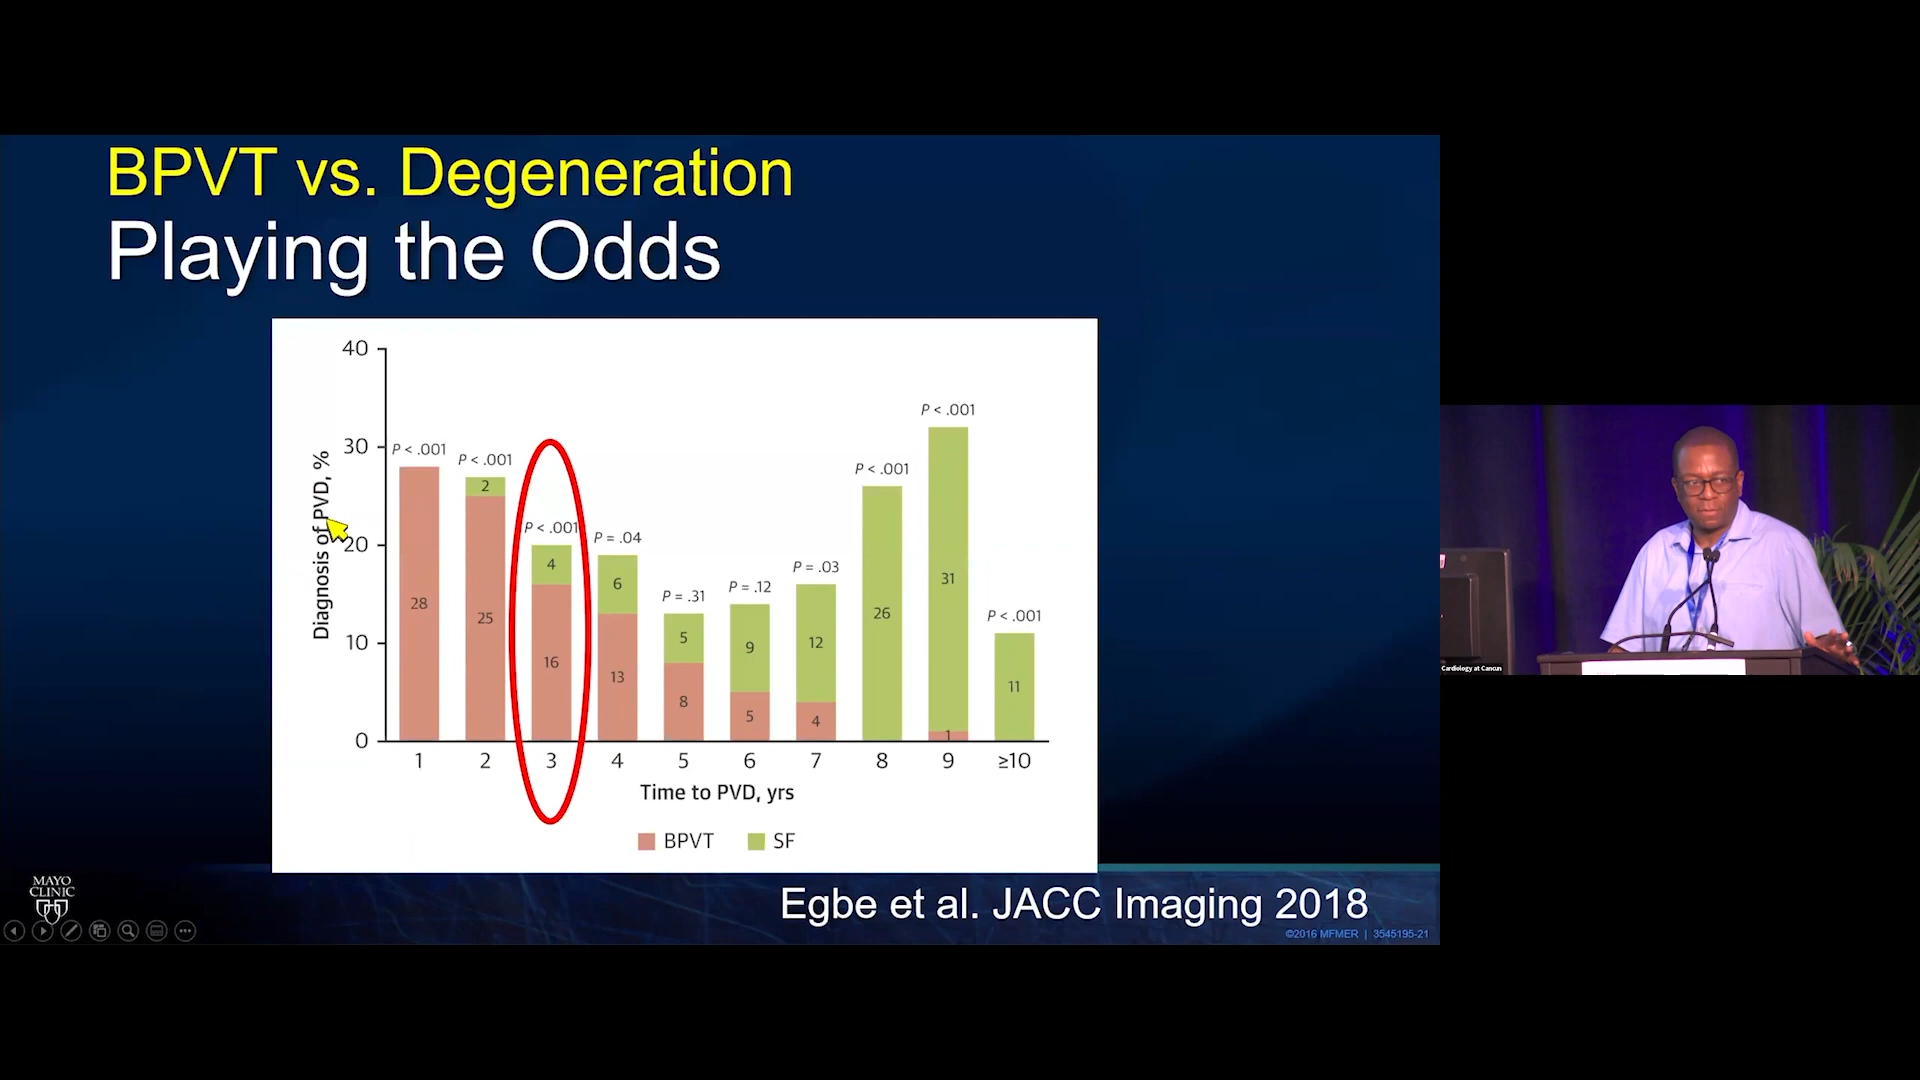 BPVT vs. Degeneration
Playing the Odds
Diagnosis of PVD, %
40
30
20
10
0
P < .001
28
P < .001
2
25
P < .001
4
16
P = .04
6
13
P = .31
5
8
P = .12
9
5
P = .03
12
4
P < .001
26
P < .001
31
1
P < .001
11
1 2 3 4 5 6 7 8 9 ≥10
Time to PVD, yrs
BPVT SF
Egbe et al. JACC Imaging 2018
©2016 MFMER | 3545195-21
MAYO
CLINIC
Cardiology at Cancun